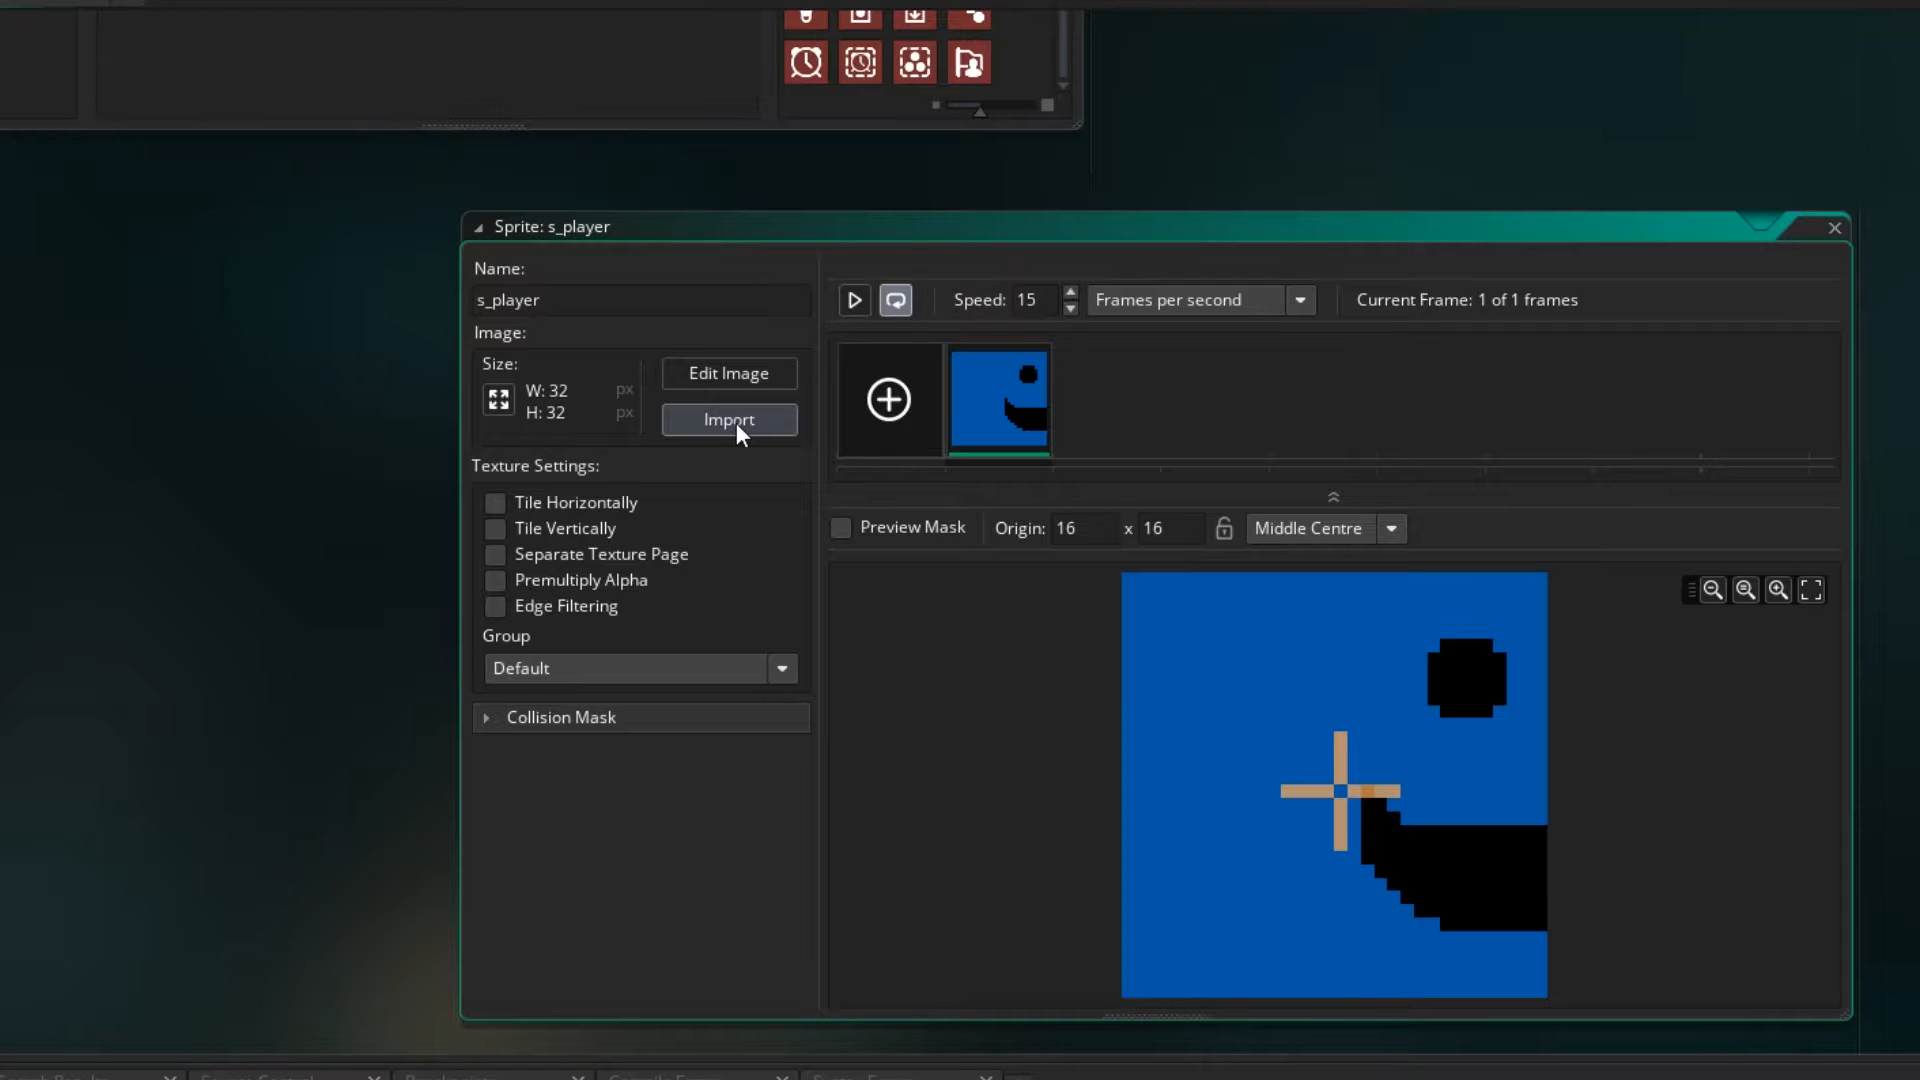 Sprite: s_player
Name:
s_player
Image:
Size:
W: 32 px
H: 32 px
Edit Image
Import
Texture Settings:
Tile Horizontally
Tile Vertically
Separate Texture Page
Premultiply Alpha
Edge Filtering
Group
Default
Collision Mask
Speed: 15
Frames per second
Current Frame: 1 of 1 frames
Preview Mask
Origin: 16 x 16
Middle Centre